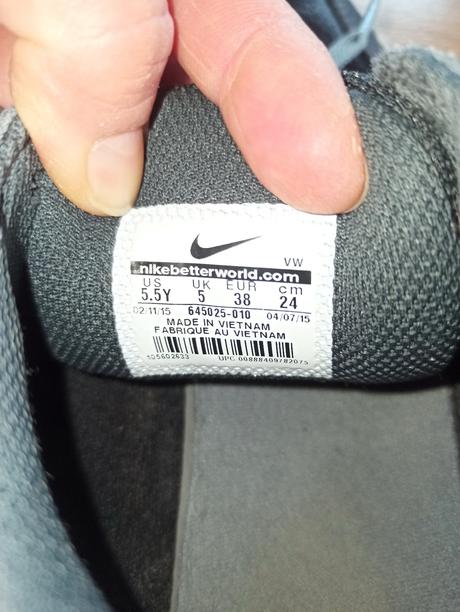 VW
nikebetterworld.com
US UK EUR cm
5.5Y 5 38 24
02/11/15 645025-010 04/07/15
MADE IN VIETNAM
FABRIQUE AU VIETNAM
105602633 UPC 00888409782075